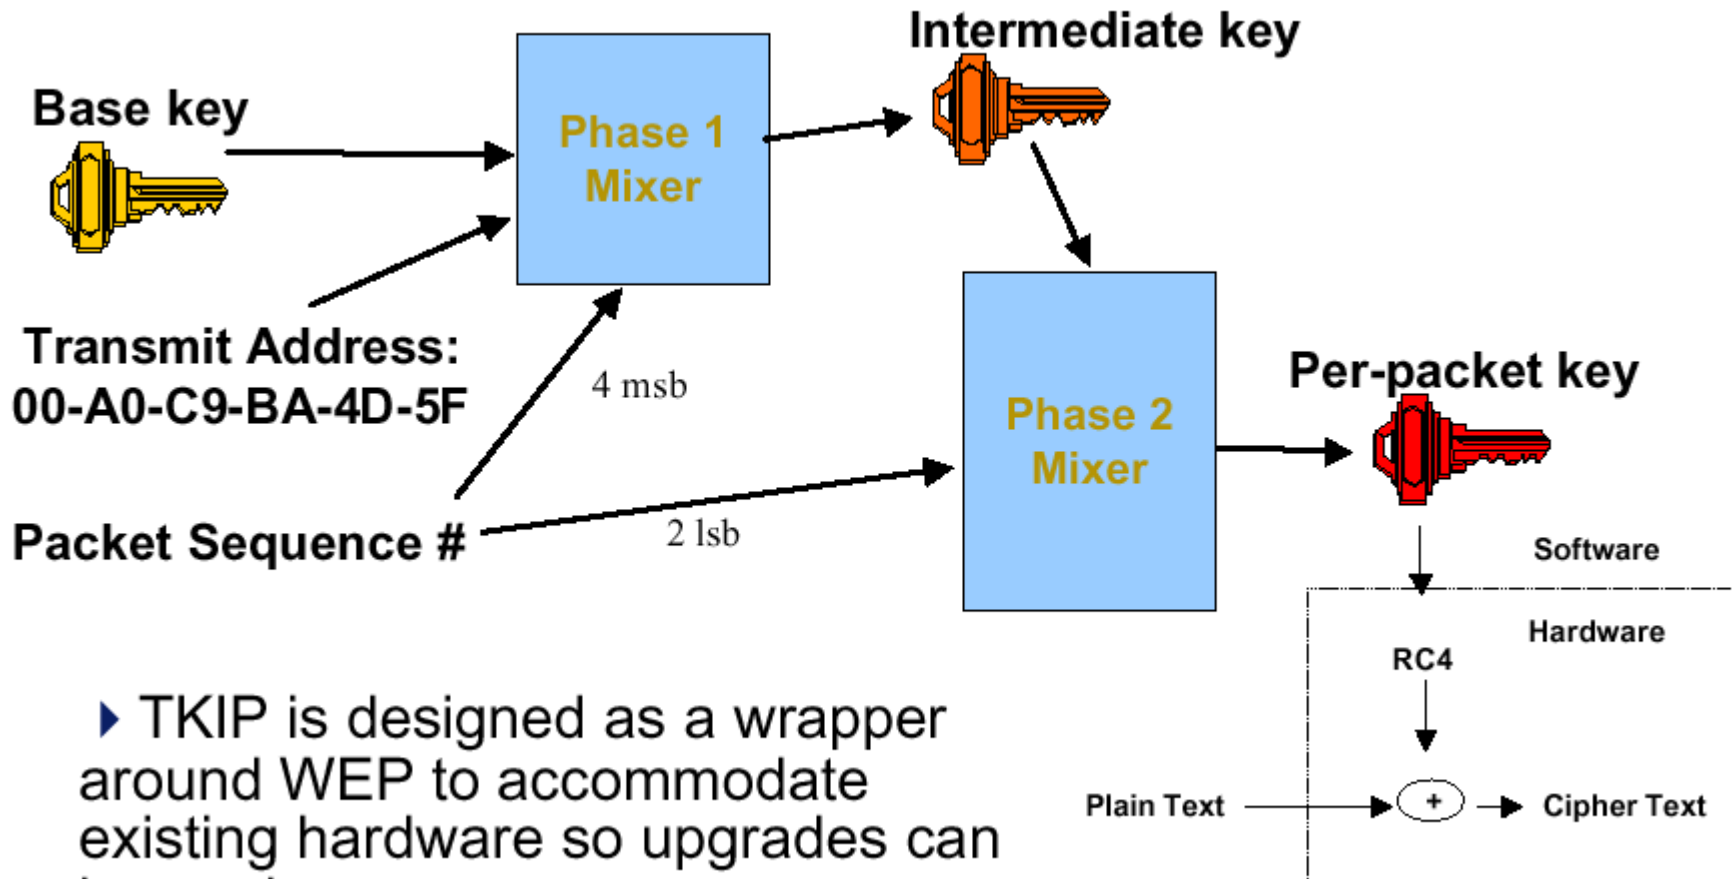 Intermediate key
Base key
Phase 1
Mixer
Transmit Address:
00-A0-C9-BA-4D-5F
4 msb
Per-packet key
Phase 2
Mixer
Packet Sequence #
2 lsb
Software
Hardware
RC4
TKIP is designed as a wrapper
around WEP to accommodate
existing hardware so upgrades can
Plain Text
+
Cipher Text